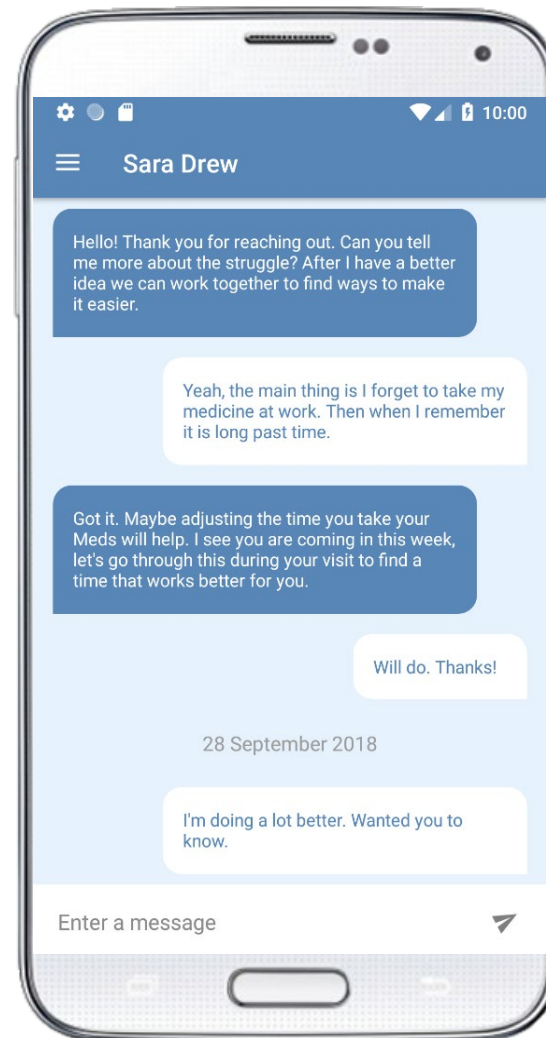 10:00
Sara Drew
Hello! Thank you for reaching out. Can you tell
me more about the struggle? After I have a better
idea we can work together to find ways to make
it easier.
Yeah, the main thing is I forget to take my
medicine at work. Then when I remember
it is long past time.
Got it. Maybe adjusting the time you take your
Meds will help. I see you are coming in this week,
let's go through this during your visit to find a
time that works better for you.
Will do. Thanks!
28 September 2018
I'm doing a lot better. Wanted you to
know.
Enter a message